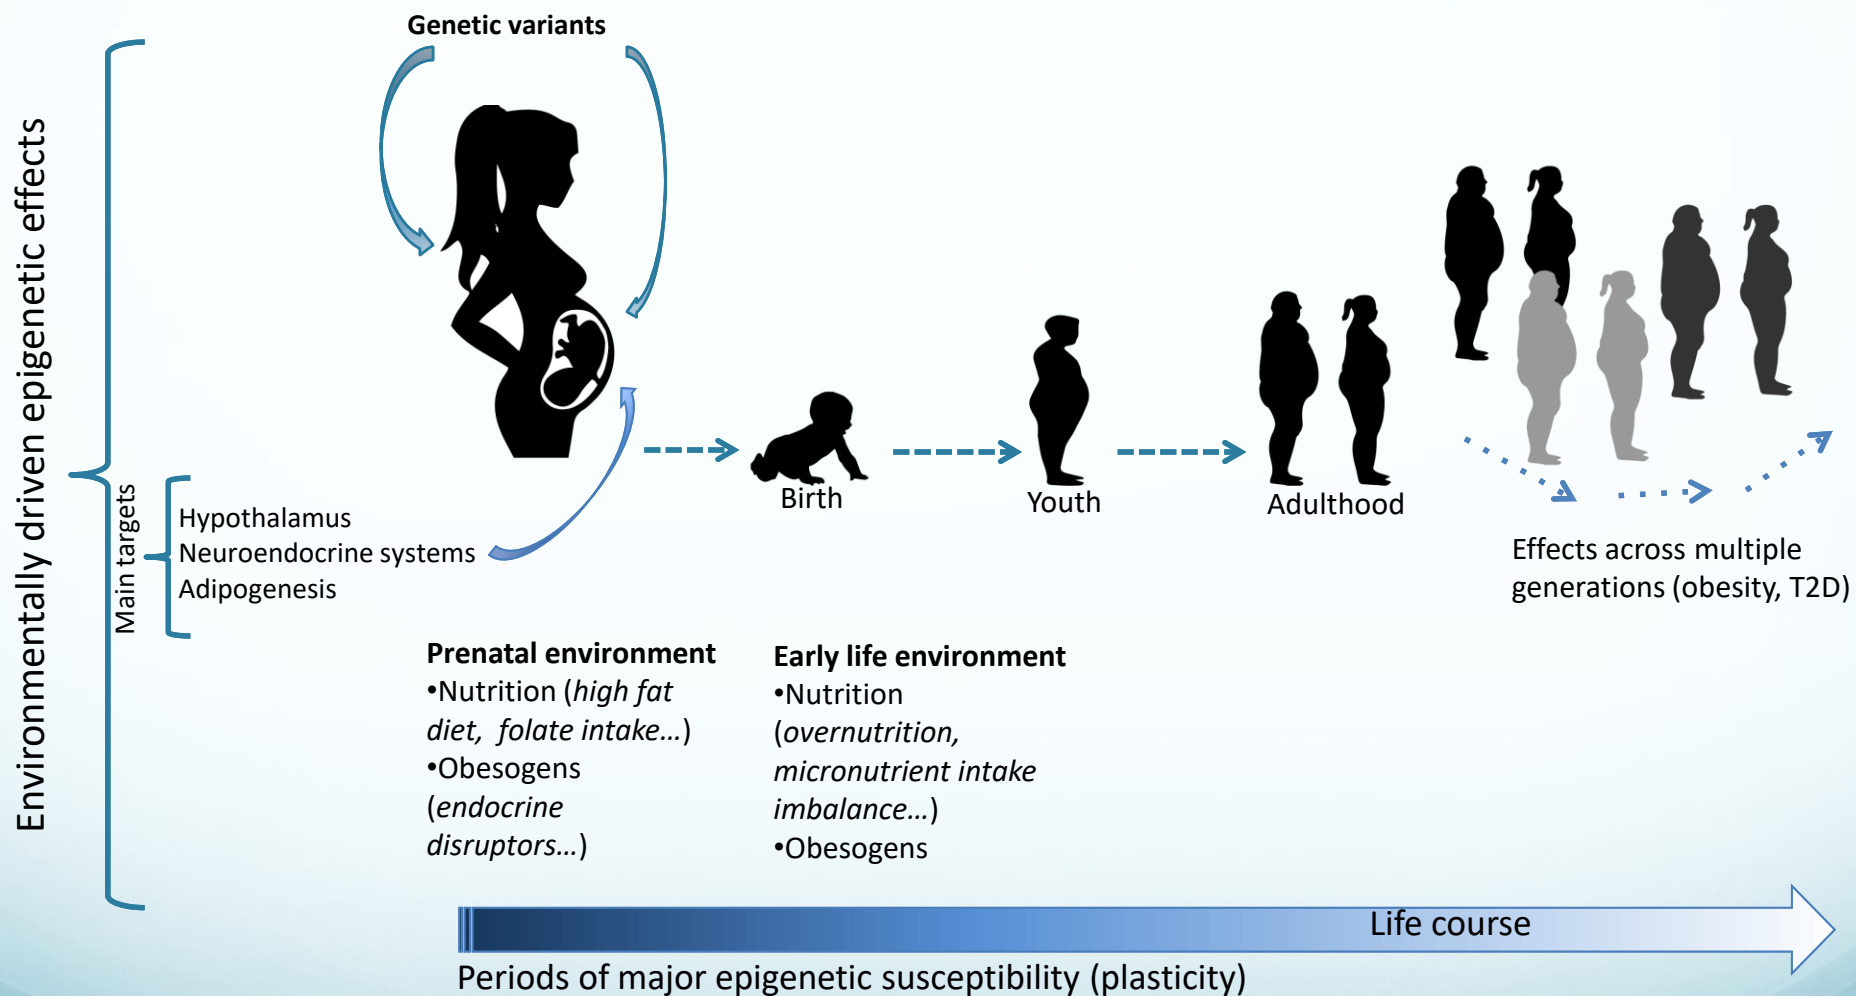 Genetic variants
Environmentally driven epigenetic effects
Main targets
Hypothalamus
Neuroendocrine systems
Adipogenesis
Birth
Youth
Adulthood
Effects across multiple
generations (obesity, T2D)
Prenatal environment
•Nutrition (high fat
diet, folate intake...)
•Obesogens
(endocrine
disruptors...)
Early life environment
•Nutrition
(overnutrition,
micronutrient intake
imbalance...)
•Obesogens
Life course
Periods of major epigenetic susceptibility (plasticity)